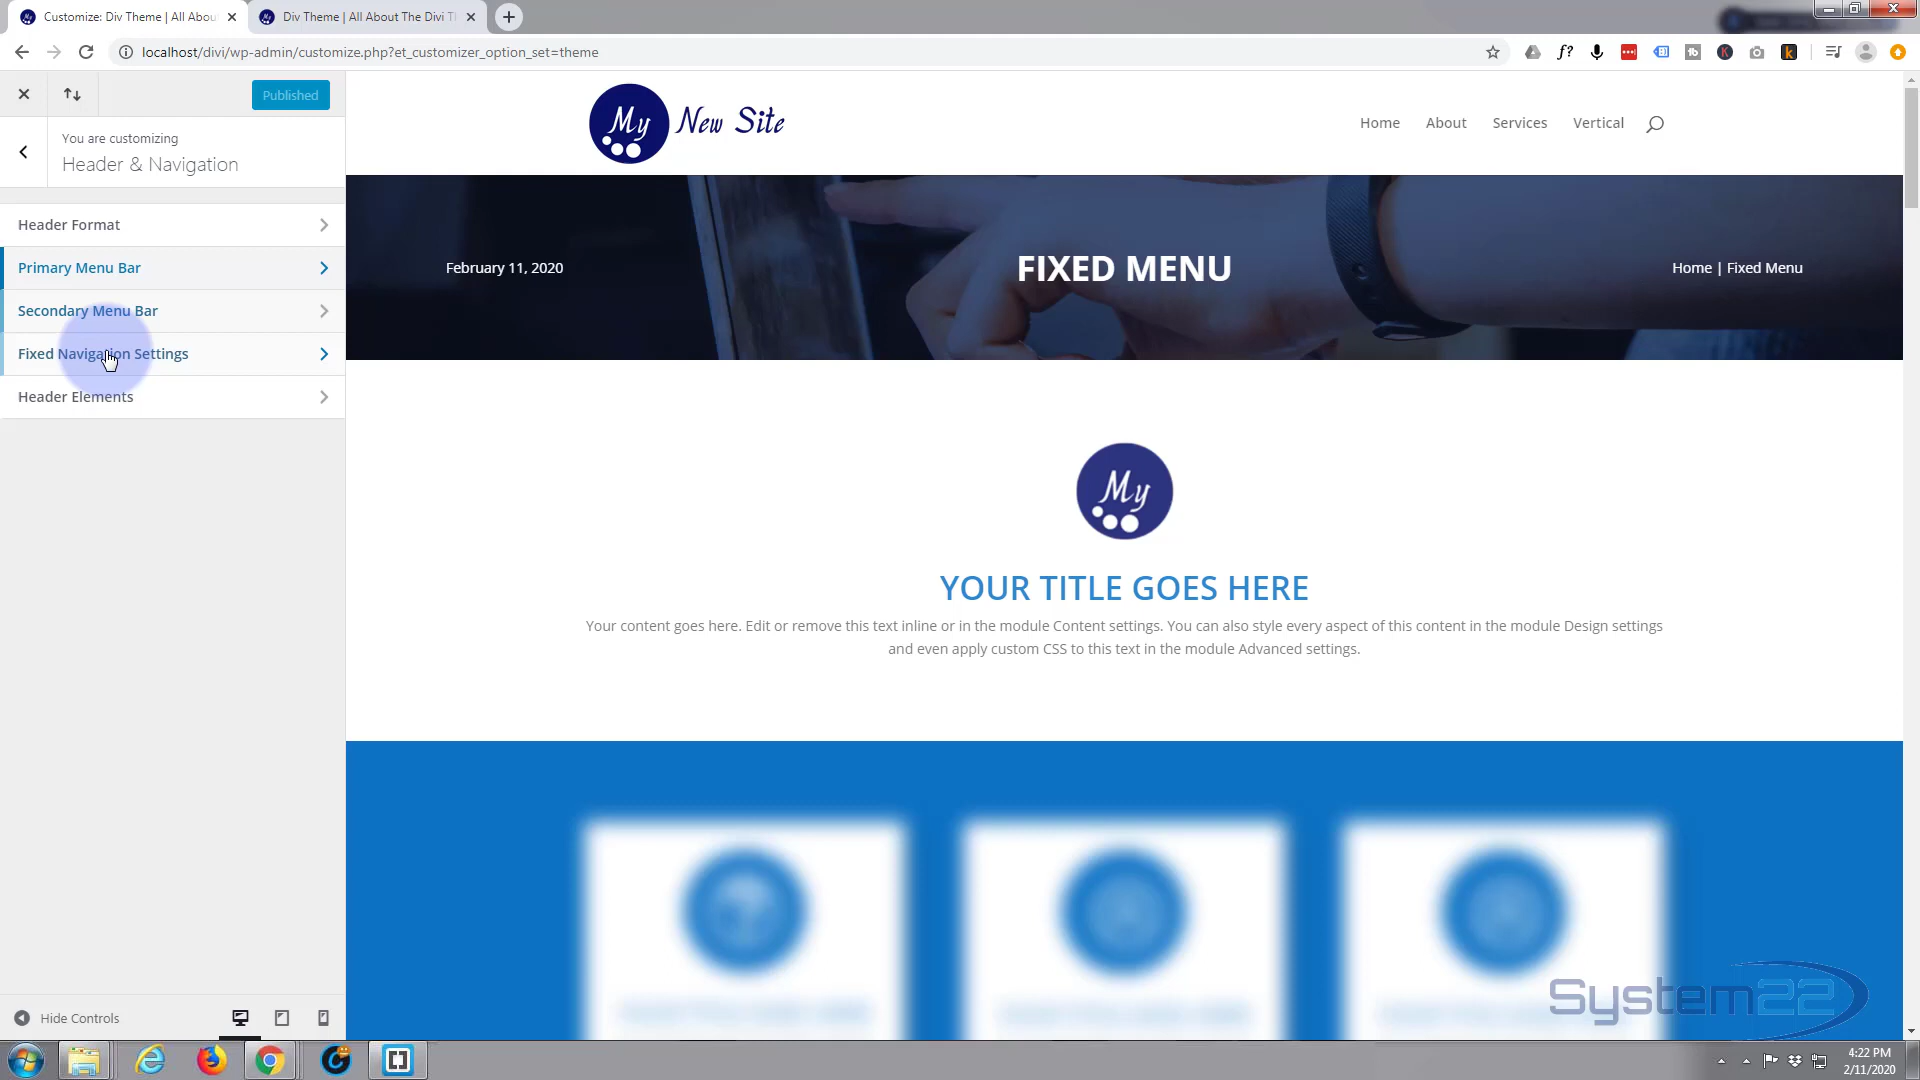 Customize: Div Theme | All Abou
Div Theme | All About The Divi T
localhost/divi/wp-admin/customize.php?et_customizer_option_set=theme
Published
You are customizing
Header & Navigation
Header Format
Primary Menu Bar
Secondary Menu Bar
Fixed Navigation Settings
Header Elements
Hide Controls
My New Site
Home About Services Vertical
February 11, 2020
FIXED MENU
Home | Fixed Menu
My
YOUR TITLE GOES HERE
Your content goes here. Edit or remove this text inline or in the module Content settings. You can also style every aspect of this content in the module Design settings
and even apply custom CSS to this text in the module Advanced settings.
System22
4:22 PM
2/11/2020